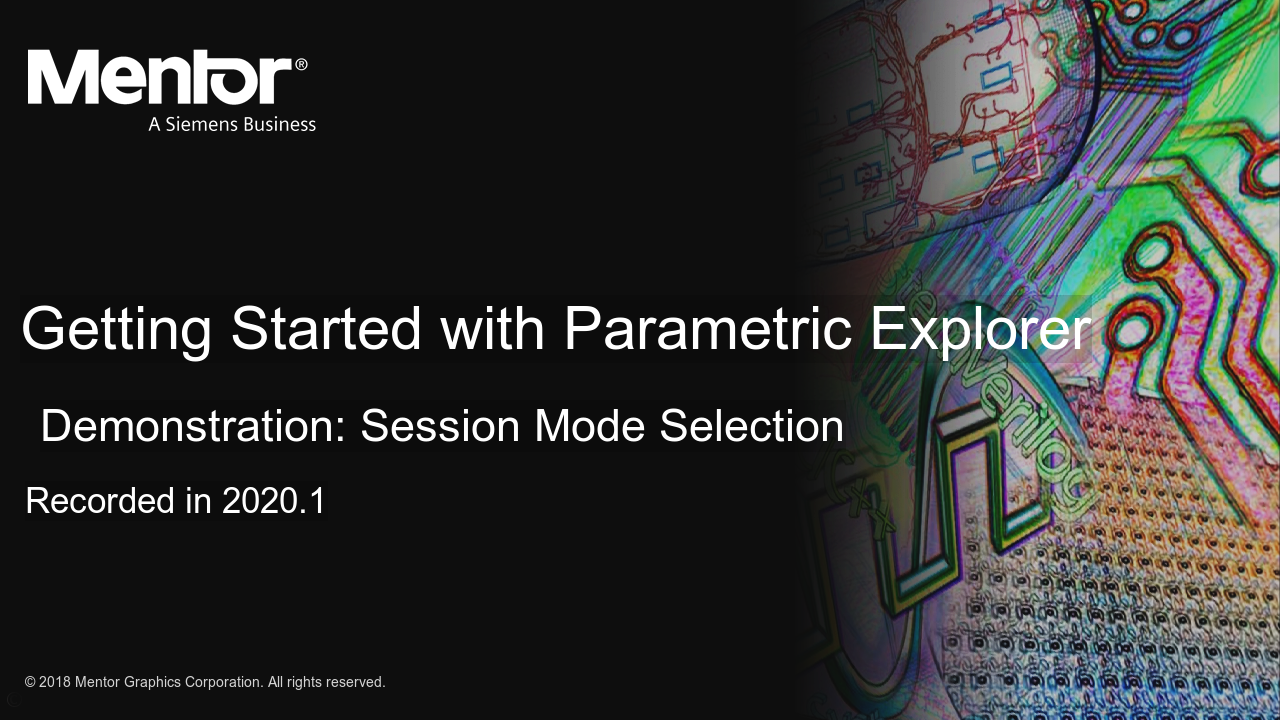 Mentor®
A Siemens Business
Getting Started with Parametric Explorer
Demonstration: Session Mode Selection
Recorded in 2020.1
Verilog
C++
© 2018 Mentor Graphics Corporation. All rights reserved.